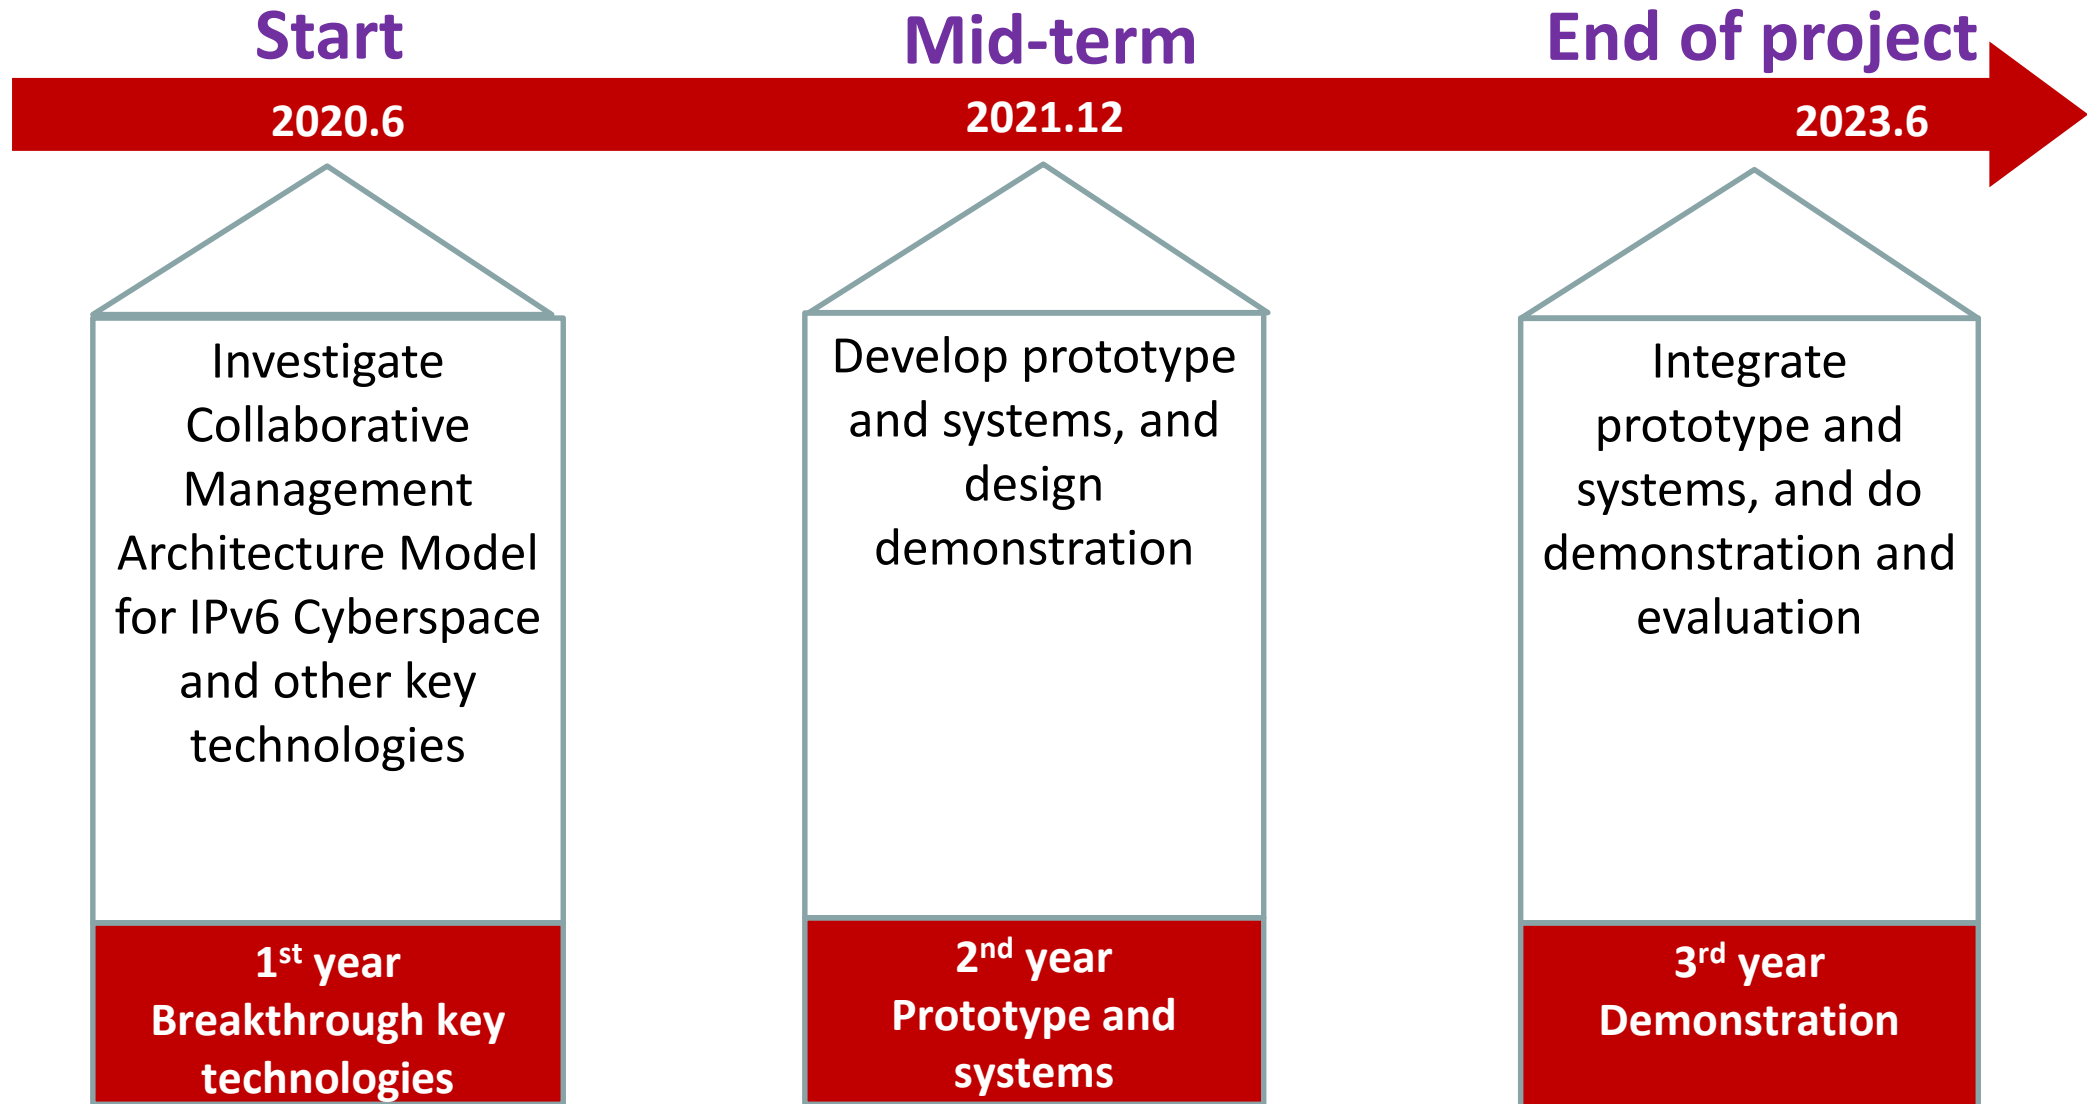 Start
Mid-term
End of project
2020.6
2021.12
2023.6
Investigate
Collaborative
Management
Architecture Model
for IPv6 Cyberspace
and other key
technologies
1st year
Breakthrough key
technologies
Develop prototype
and systems, and
design
demonstration
2nd year
Prototype and
systems
Integrate
prototype and
systems, and do
demonstration and
evaluation
3rd year
Demonstration